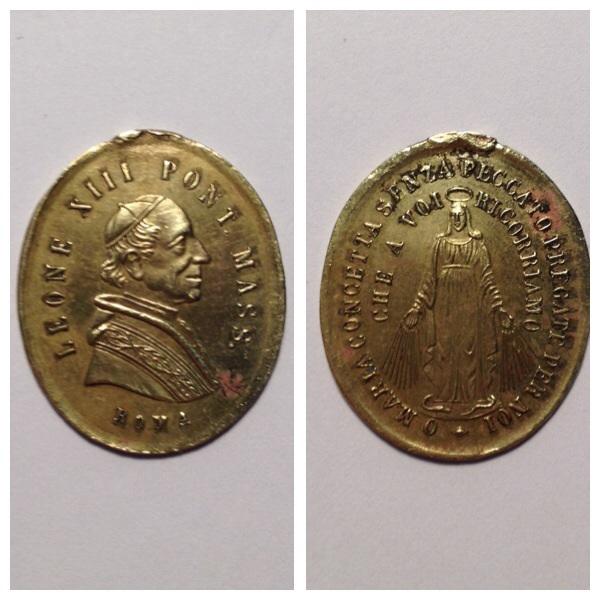 LEONE XIII PONT. MASS.
ROMA
O MARIA CONCETTA SENZA PECCATO PREGATE PER NOI
CHE A VOI RICORRIAMO